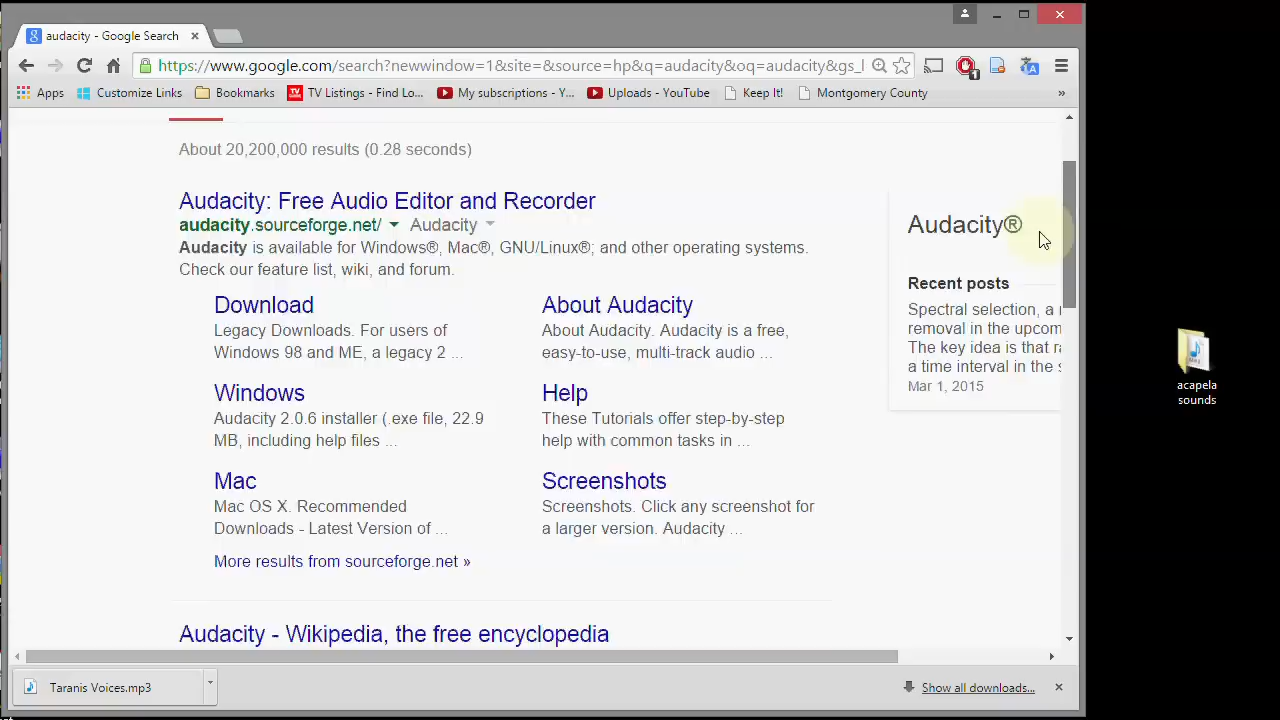 audacity - Google Search
https://www.google.com/search?newwindow=1&site=&source=hp&q=audacity&oq=audacity&gs_l
Apps Customize Links Bookmarks TV Listings - Find Lo... My subscriptions - Y... Uploads - YouTube Keep It! Montgomery County »
About 20,200,000 results (0.28 seconds)
Audacity: Free Audio Editor and Recorder
audacity.sourceforge.net/ Audacity
Audacity is available for Windows®, Mac®, GNU/Linux®; and other operating systems.
Check our feature list, wiki, and forum.
Download
Legacy Downloads. For users of
Windows 98 and ME, a legacy 2 ...
About Audacity
About Audacity. Audacity is a free,
easy-to-use, multi-track audio ...
Windows
Audacity 2.0.6 installer (.exe file, 22.9
MB, including help files ...
Help
These Tutorials offer step-by-step
help with common tasks in ...
Mac
Mac OS X. Recommended
Downloads - Latest Version of ...
Screenshots
Screenshots. Click any screenshot for
a larger version. Audacity ...
More results from sourceforge.net »
Audacity - Wikipedia, the free encyclopedia
Audacity®
Recent posts
Spectral selection, a
removal in the upcom
The key idea is that ra
a time interval in the s
Mar 1, 2015
acapela
sounds
Taranis Voices.mp3
Show all downloads...